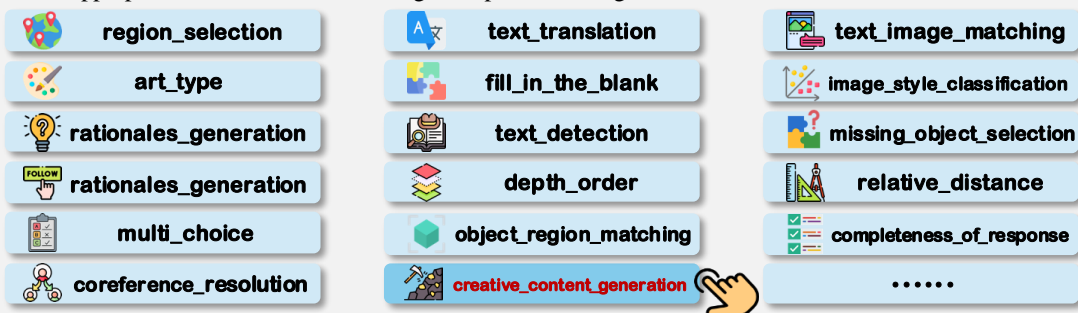 region_selection
text_translation
text_image_matching
art_type
fill_in_the_blank
image_style_classification
rationales_generation
text_detection
missing_object_selection
FOLLOW
rationales_generation
depth_order
relative_distance
multi_choice
object_region_matching
completeness_of_response
coreference_resolution
creative_content_generation
......